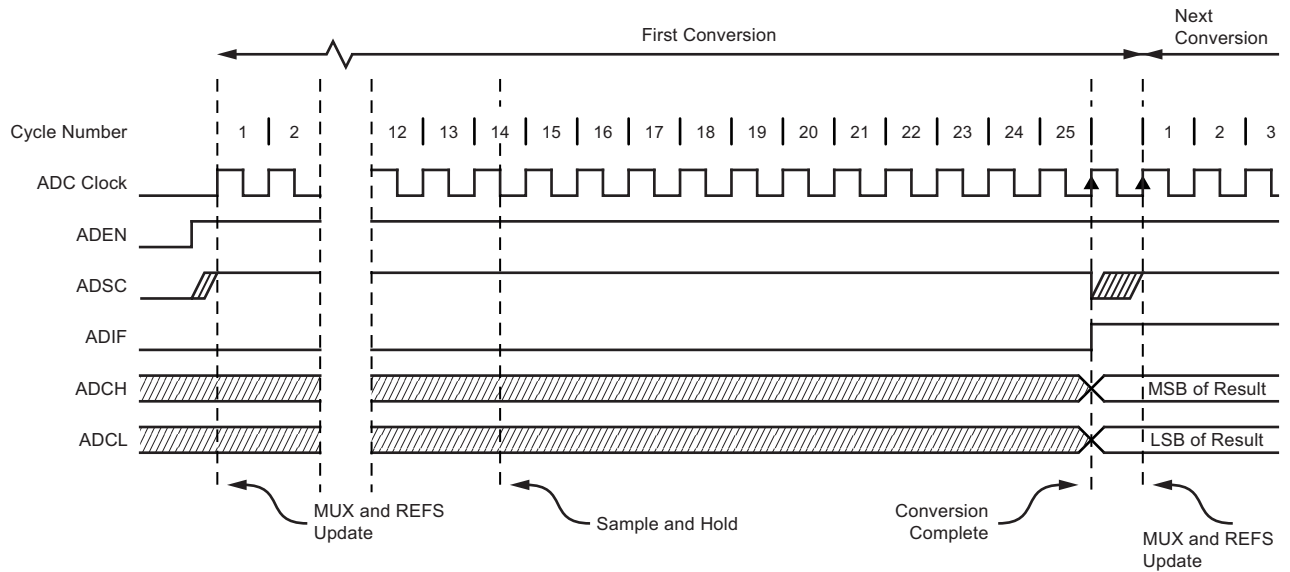 First Conversion
Next
Conversion
Cycle Number 1 2 12 13 14 15 16 17 18 19 20 21 22 23 24 25 1 2 3
ADC Clock
ADEN
ADSC
ADIF
ADCH MSB of Result
ADCL LSB of Result
MUX and REFS
Update
Sample and Hold
Conversion
Complete
MUX and REFS
Update